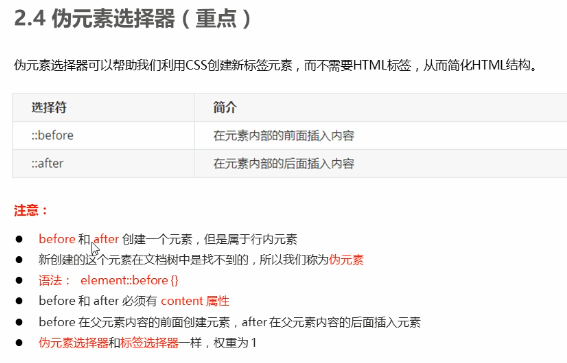 2.4 伪元素选择器（重点）
伪元素选择器可以帮助我们利用CSS创建新标签元素，而不需要HTML标签，从而简化HTML结构。
选择符 简介
::before 在元素内部的前面插入内容
::after 在元素内部的后面插入内容
注意：
● before 和 after 创建一个元素，但是属于行内元素
● 新创建的这个元素在文档树中是找不到的，所以我们称为伪元素
● 语法： element::before {}
● before 和 after 必须有 content 属性
● before 在父元素内容的前面创建元素，after 在父元素内容的后面插入元素
● 伪元素选择器和标签选择器一样，权重为 1